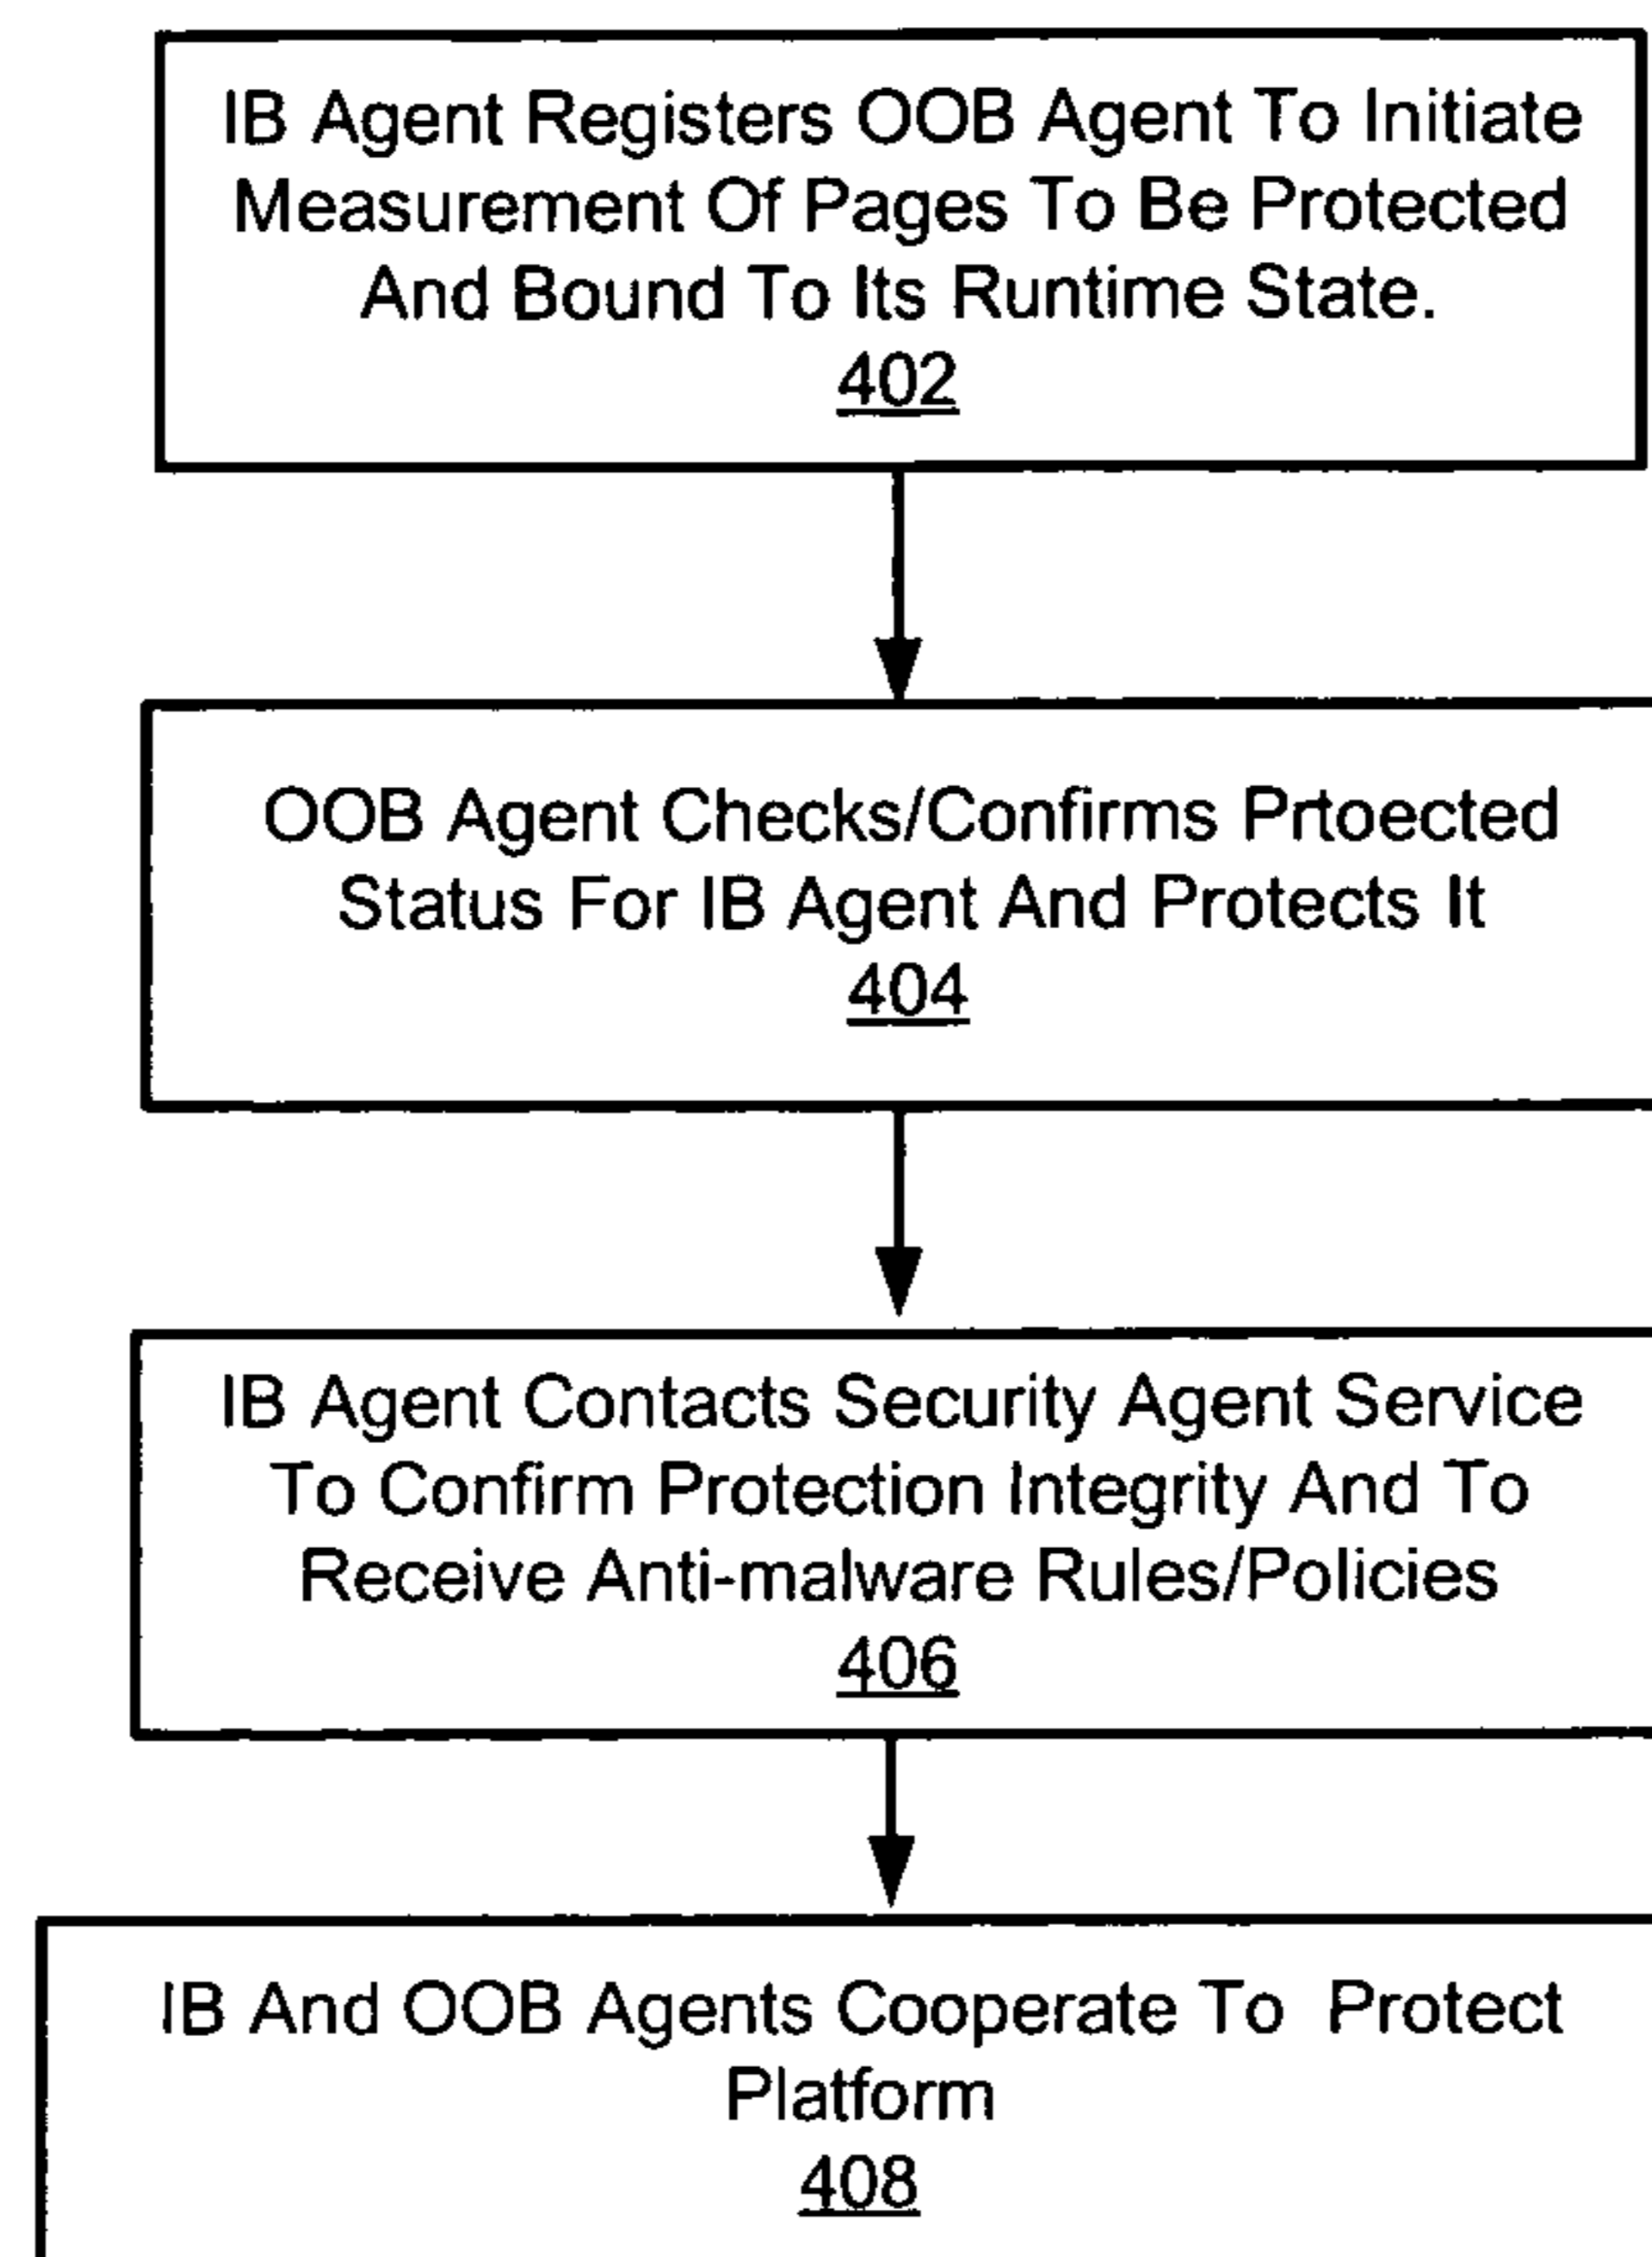 IB Agent Registers OOB Agent To Initiate
Measurement Of Pages To Be Protected
And Bound To Its Runtime State.
402
OOB Agent Checks/Confirms Prtoected
Status For IB Agent And Protects It
404
IB Agent Contacts Security Agent Service
To Confirm Protection Integrity And To
Receive Anti-malware Rules/Policies
406
IB And OOB Agents Cooperate To Protect
Platform
408